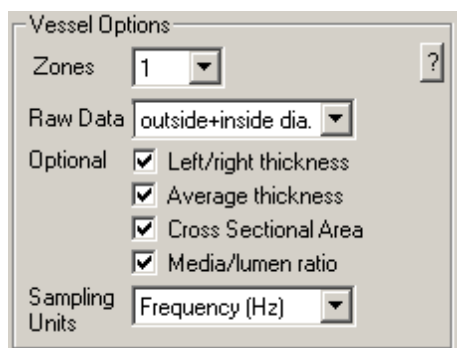 Vessel Options
Zones 1 ?
Raw Data outside+inside dia.
Optional Left/right thickness
Average thickness
Cross Sectional Area
Media/lumen ratio
Sampling Units Frequency (Hz)